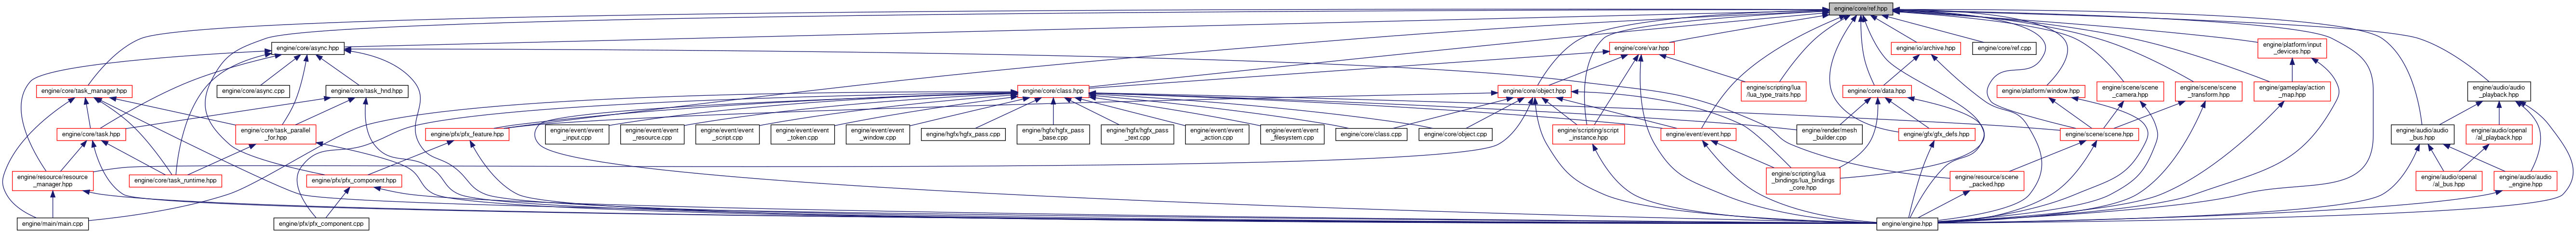 engine/core/ref.hpp
engine/core/async.hpp
engine/core/var.hpp
engine/io/archive.hpp
engine/core/ref.cpp
engine/platform/input
_devices.hpp
engine/core/task_manager.hpp
engine/core/async.cpp
engine/core/task_hnd.hpp
engine/core/class.hpp
engine/core/object.hpp
engine/scripting/lua
/lua_type_traits.hpp
engine/core/data.hpp
engine/platform/window.hpp
engine/scene/scene
_camera.hpp
engine/scene/scene
_transform.hpp
engine/gameplay/action
_map.hpp
engine/audio/audio
_playback.hpp
engine/core/task.hpp
engine/core/task_parallel
_for.hpp
engine/pfx/pfx_feature.hpp
engine/event/event
_input.cpp
engine/event/event
_resource.cpp
engine/event/event
_script.cpp
engine/event/event
_token.cpp
engine/event/event
_window.cpp
engine/hgfx/hgfx_pass.cpp
engine/hgfx/hgfx_pass
_base.cpp
engine/hgfx/hgfx_pass
_text.cpp
engine/event/event
_action.cpp
engine/event/event
_filesystem.cpp
engine/core/class.cpp
engine/core/object.cpp
engine/scripting/script
_instance.hpp
engine/event/event.hpp
engine/render/mesh
_builder.cpp
engine/gfx/gfx_defs.hpp
engine/scene/scene.hpp
engine/audio/audio
_bus.hpp
engine/audio/openal
/al_playback.hpp
engine/resource/resource
_manager.hpp
engine/core/task_runtime.hpp
engine/pfx/pfx_component.hpp
engine/scripting/lua
_bindings/lua_bindings
_core.hpp
engine/resource/scene
_packed.hpp
engine/audio/openal
/al_bus.hpp
engine/audio/audio
_engine.hpp
engine/main/main.cpp
engine/pfx/pfx_component.cpp
engine/engine.hpp